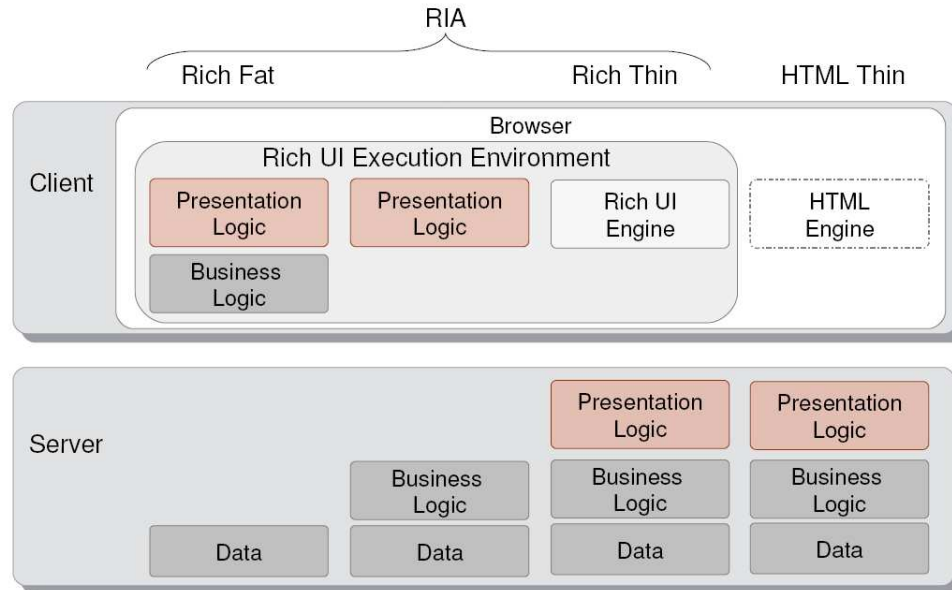 RIA
Rich Fat
Rich Thin
HTML Thin
Browser
Rich UI Execution Environment
Client
Presentation
Logic
Presentation
Logic
Rich UI
Engine
HTML
Engine
Business
Logic
Server
Presentation
Logic
Presentation
Logic
Business
Logic
Business
Logic
Business
Logic
Data
Data
Data
Data